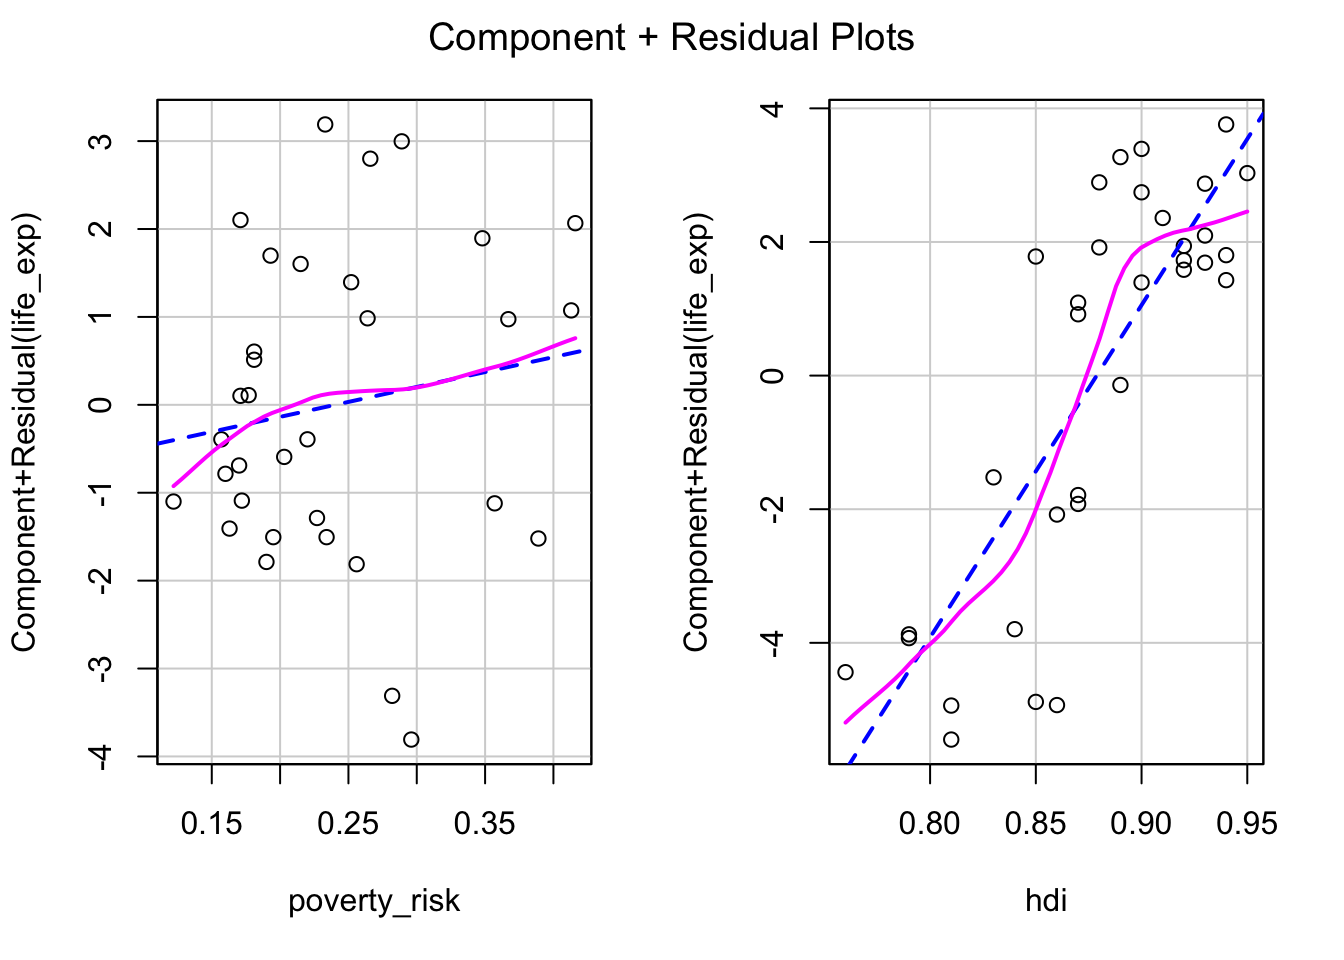 Component + Residual Plots
Component+Residual(life_exp)
3
2
1
0
-1
-2
-3
-4
0.15 0.25 0.35
poverty_risk
Component+Residual(life_exp)
4
2
0
-2
-4
0.80 0.85 0.90 0.95
hdi